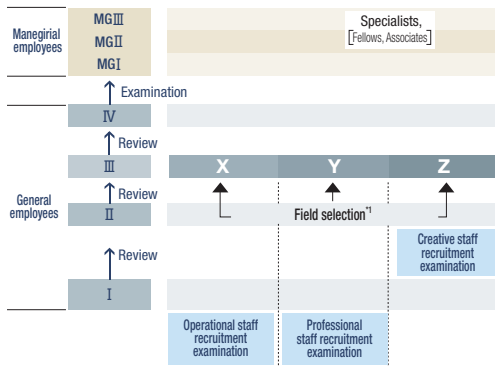 Manegirial
employees
MGⅢ
MGⅡ
MGⅠ
Specialists,
[Fellows, Associates]
Examination
Ⅳ
Review
Ⅲ
X
Y
Z
Review
General
employees
Ⅱ
Field selection*1
Creative staff
recruitment
examination
Review
Ⅰ
Operational staff
recruitment
examination
Professional
staff recruitment
examination